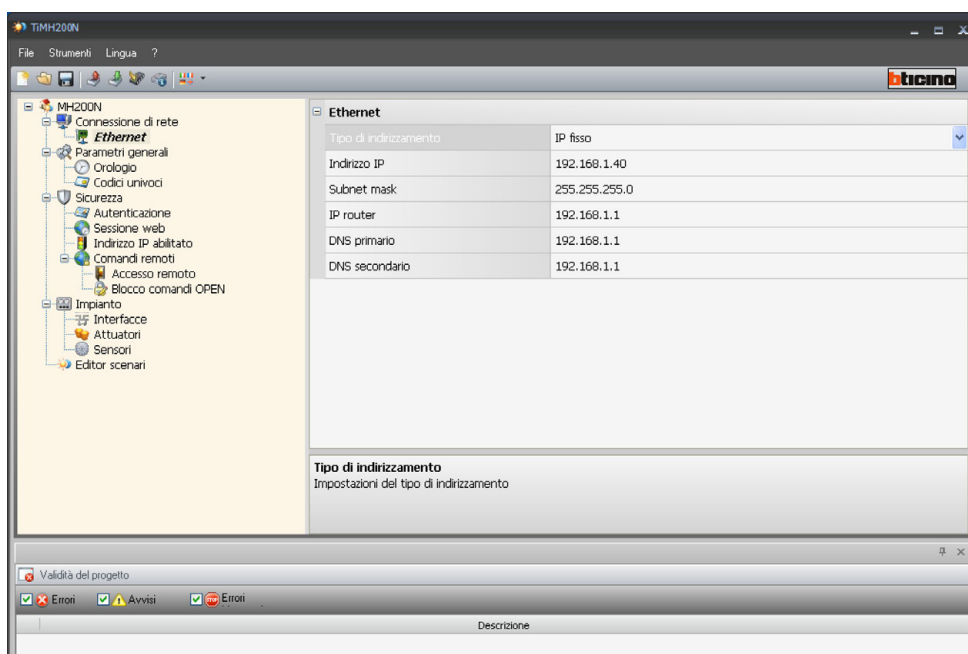 TiMH200N
File Strumenti Lingua ?
bticino
MH200N
Connessione di rete
Ethernet
Parametri generali
Orologio
Codici univoci
Sicurezza
Autenticazione
Sessione web
Indirizzo IP abilitato
Comandi remoti
Accesso remoto
Blocco comandi OPEN
Impianto
Interfacce
Attuatori
Sensori
Editor scenari
Ethernet
Tipo di indirizzamento IP fisso
Indirizzo IP 192.168.1.40
Subnet mask 255.255.255.0
IP router 192.168.1.1
DNS primario 192.168.1.1
DNS secondario 192.168.1.1
Tipo di indirizzamento
Impostazioni del tipo di indirizzamento
Validità del progetto
Errori Avvisi STOP Errori
Descrizione